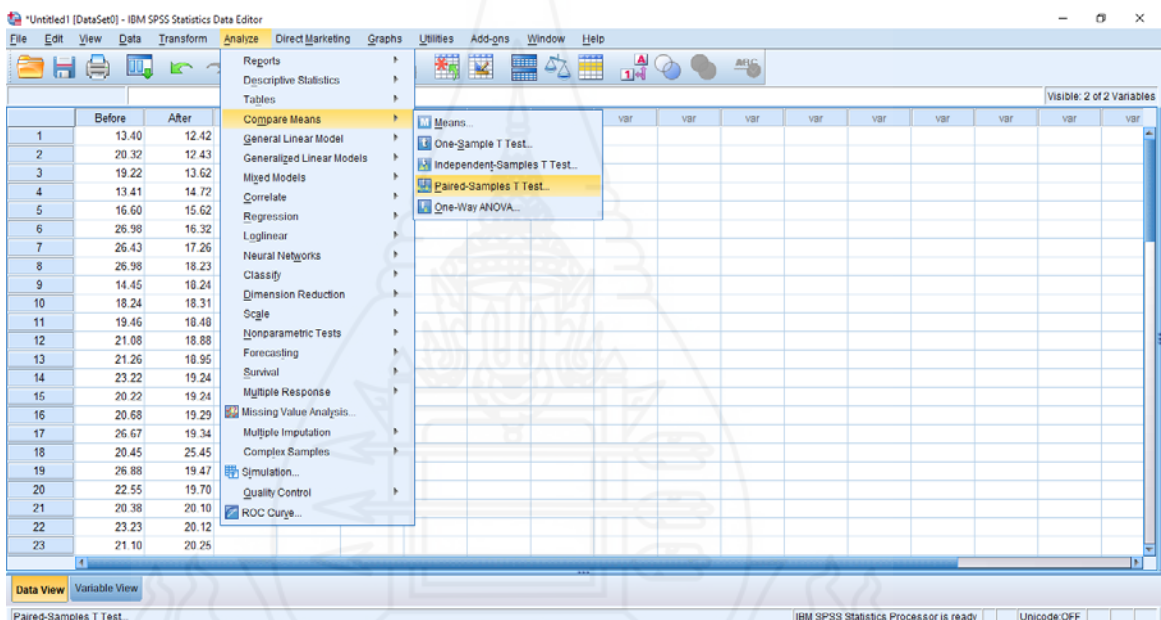 *Untitled1 [DataSet0] - IBM SPSS Statistics Data Editor
File Edit View Data Transform Analyze Direct Marketing Graphs Utilities Add-ons Window Help
Visible: 2 of 2 Variables
Reports
Descriptive Statistics
Tables
Compare Means
General Linear Model
Generalized Linear Models
Mixed Models
Correlate
Regression
Loglinear
Neural Networks
Classify
Dimension Reduction
Scale
Nonparametric Tests
Forecasting
Survival
Multiple Response
Missing Value Analysis...
Multiple Imputation
Complex Samples
Simulation...
Quality Control
ROC Curve...
Means...
One-Sample T Test...
Independent-Samples T Test...
Paired-Samples T Test...
One-Way ANOVA...
Before After var var var var var var var var var
1 13.40 12.42
2 20.32 12.43
3 19.22 13.62
4 13.41 14.72
5 16.60 15.62
6 26.98 16.32
7 26.43 17.26
8 26.98 18.23
9 14.45 18.24
10 18.24 18.31
11 19.46 18.48
12 21.08 18.88
13 21.26 18.95
14 23.22 19.24
15 20.22 19.24
16 20.68 19.29
17 26.67 19.34
18 20.45 25.45
19 26.88 19.47
20 22.55 19.70
21 20.38 20.10
22 23.23 20.12
23 21.10 20.25
Data View Variable View
Paired-Samples T Test...
IBM SPSS Statistics Processor is ready Unicode:OFF